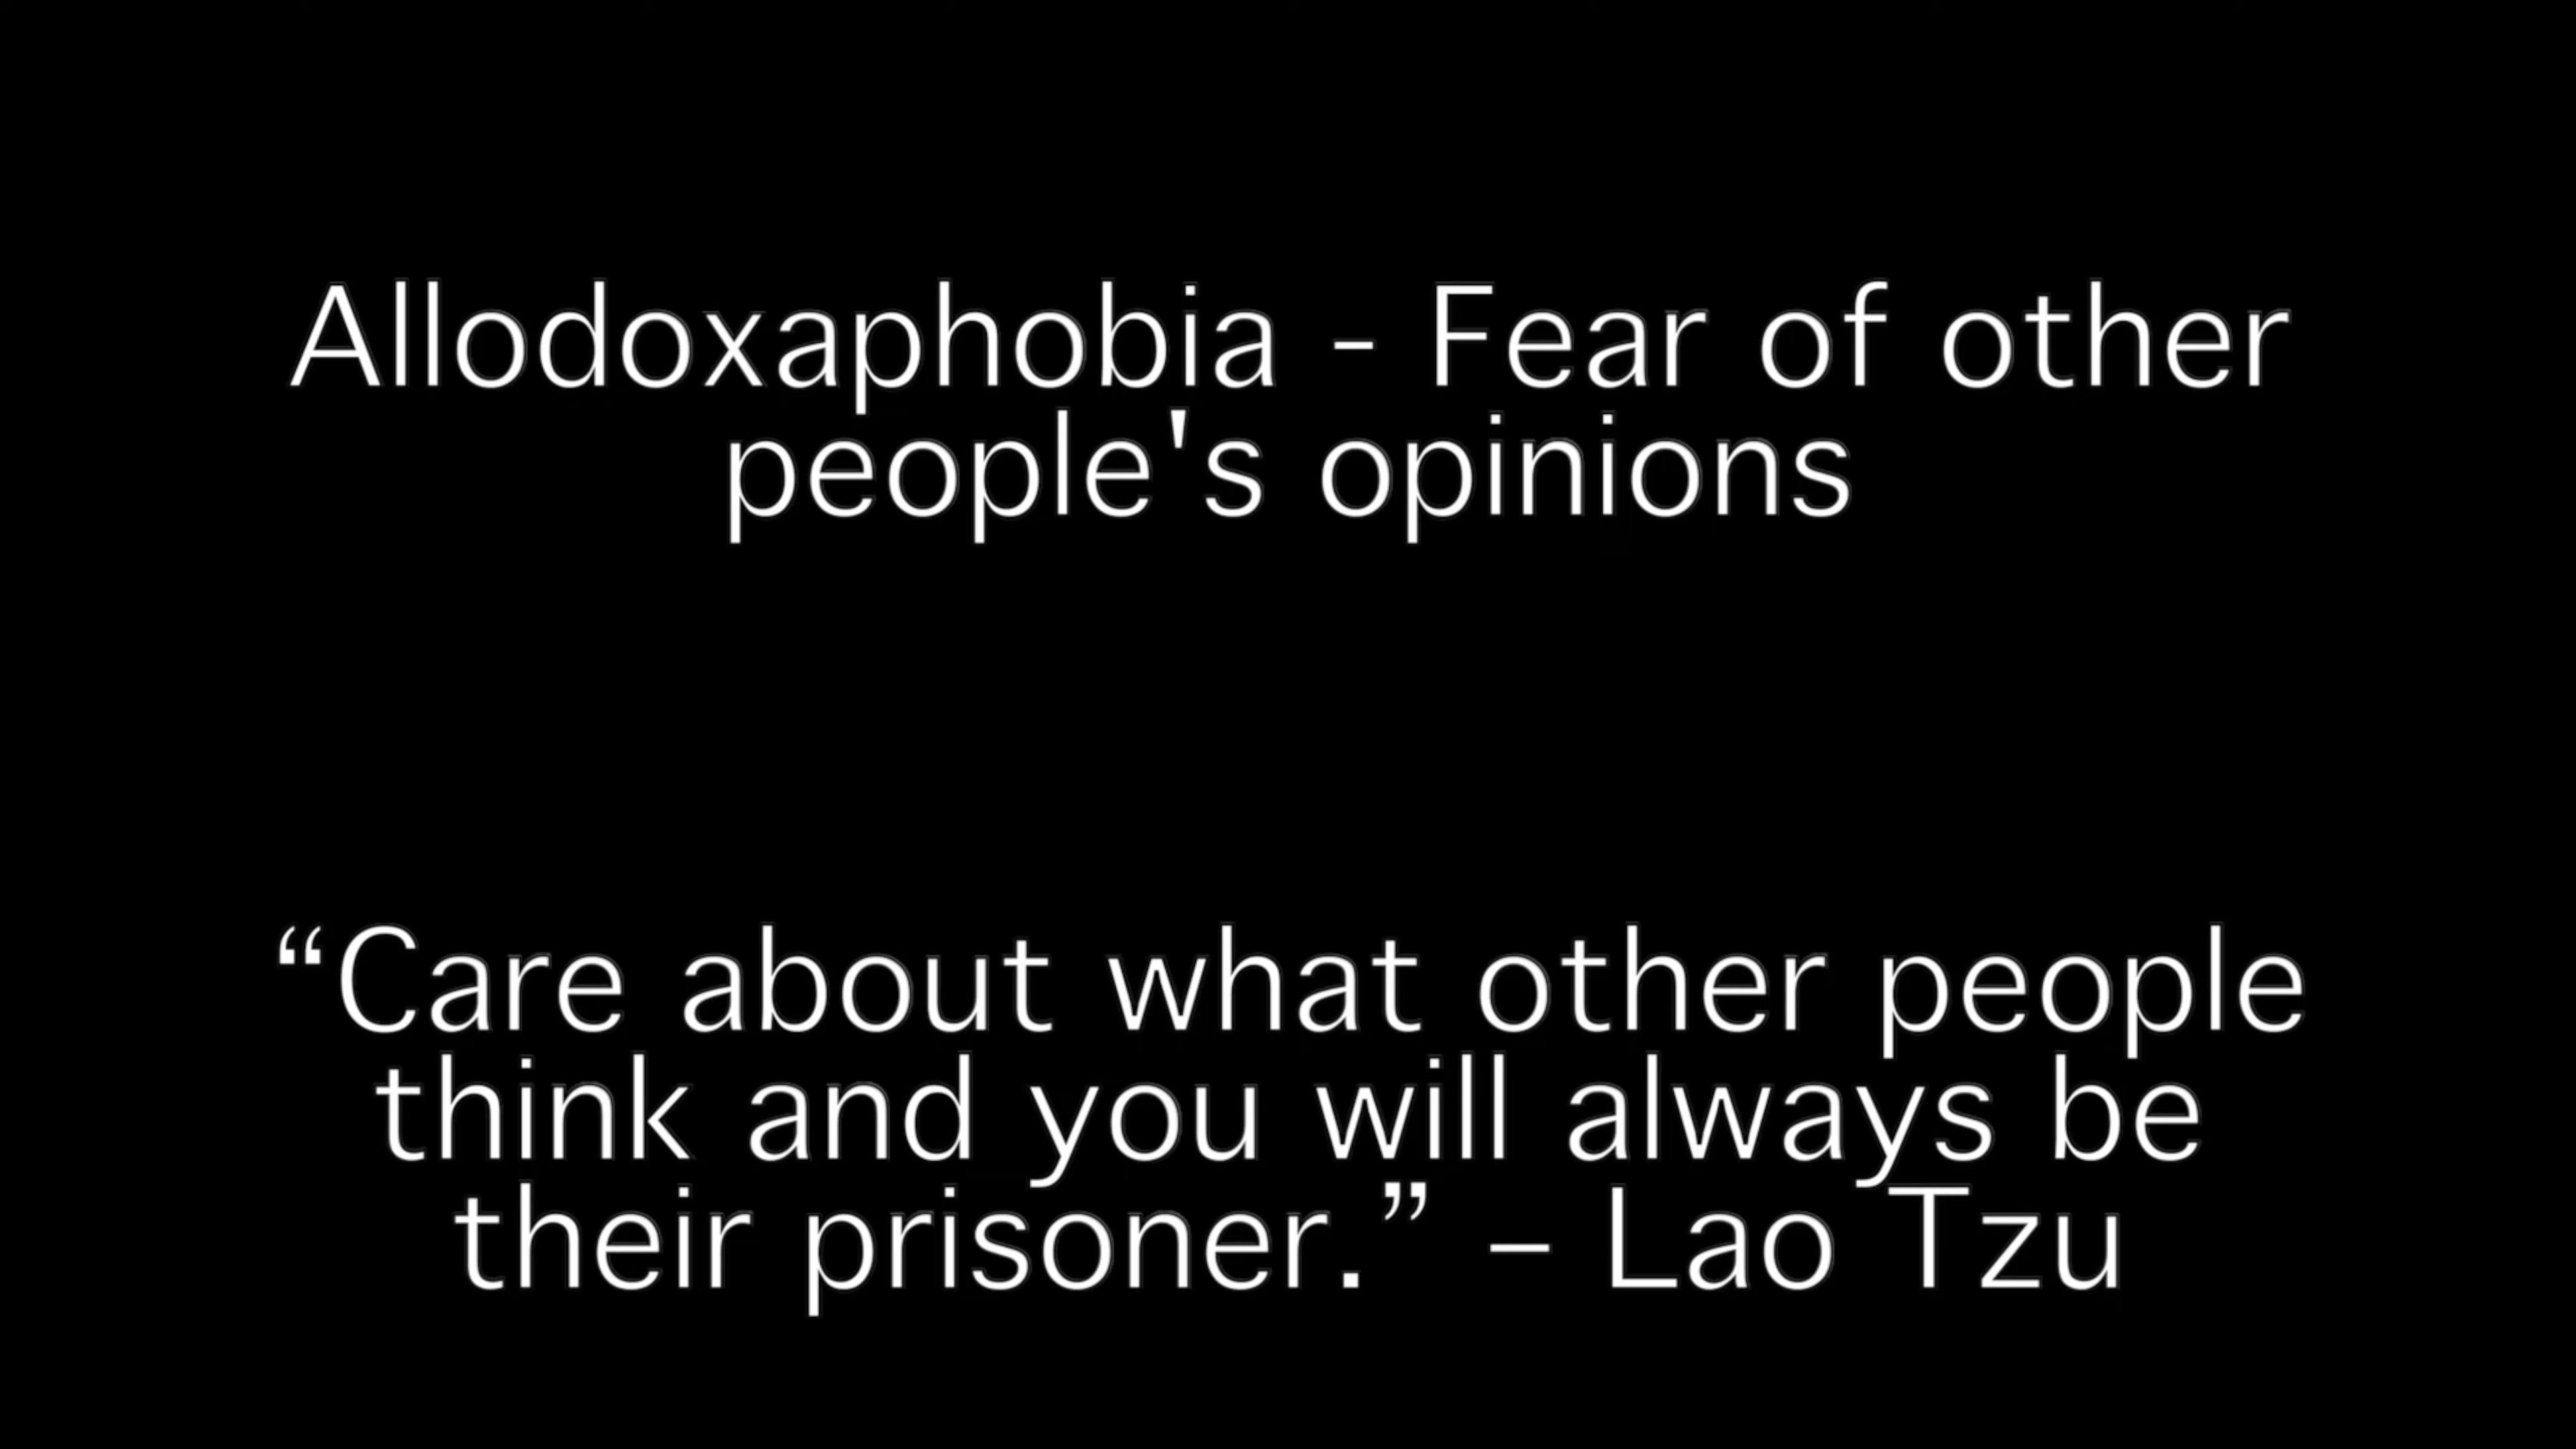 Allodoxaphobia - Fear of other
people's opinions
“Care about what other people
think and you will always be
their prisoner.” – Lao Tzu